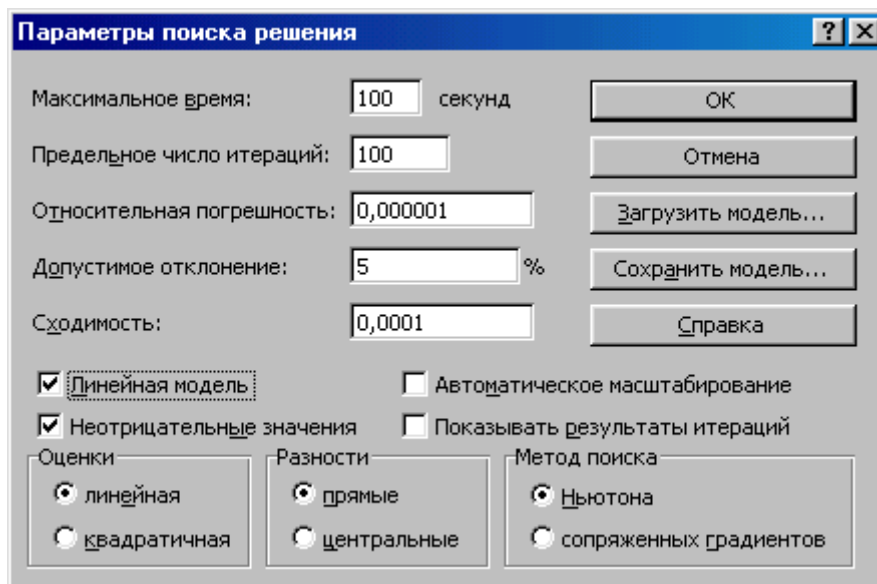 Параметры поиска решения
Максимальное время: 100 секунд OK
Предельное число итераций: 100 Отмена
Относительная погрешность: 0,000001 Загрузить модель...
Допустимое отклонение: 5 % Сохранить модель...
Сходимость: 0,0001 Справка
Линейная модель Автоматическое масштабирование
Неотрицательные значения Показывать результаты итераций
Оценки Разности Метод поиска
линейная прямые Ньютона
квадратичная центральные сопряженных градиентов